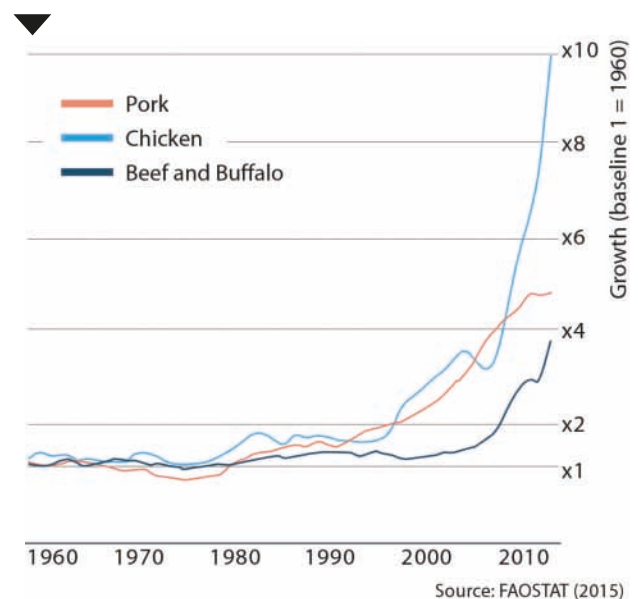 x10
Pork
Chicken
x8
Beef and Buffalo
x6
Growth (baseline 1 = 1960)
x4
x2
x1
1960 1970 1980 1990 2000 2010
Source: FAOSTAT (2015)